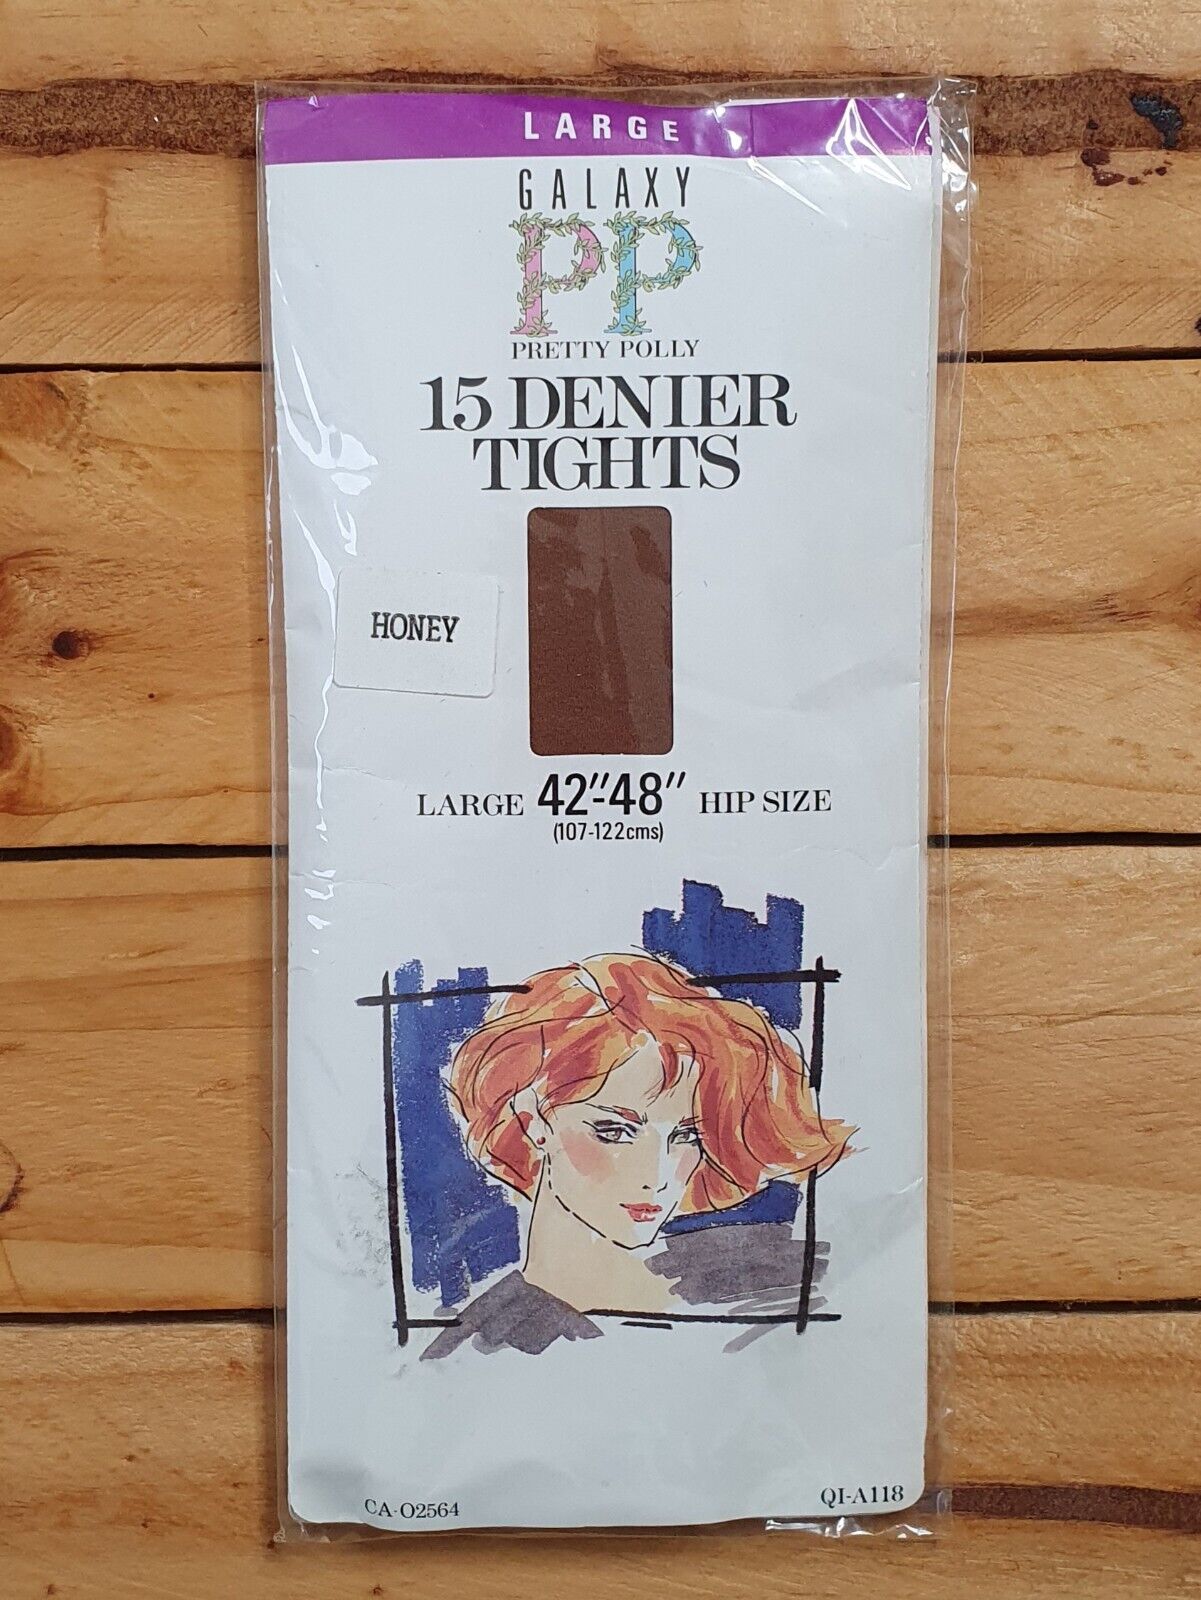 LARGE
GALAXY
PP
PRETTY POLLY
15 DENIER
TIGHTS
HONEY
LARGE 42"-48" HIP SIZE
(107-122cms)
CA-O2564
QI-A118